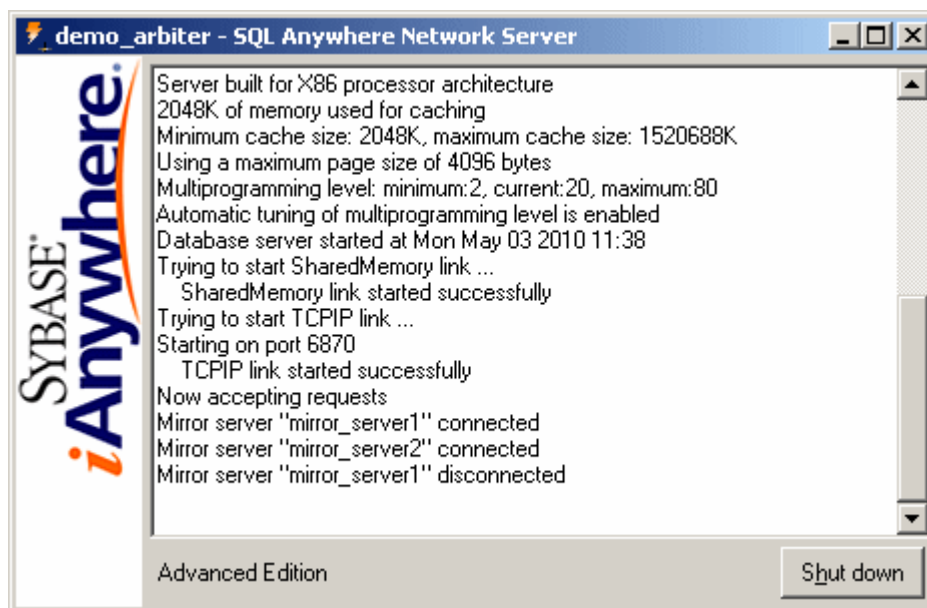 demo_arbiter - SQL Anywhere Network Server
SYBASE®
iAnywhere.
Server built for X86 processor architecture
2048K of memory used for caching
Minimum cache size: 2048K, maximum cache size: 1520688K
Using a maximum page size of 4096 bytes
Multiprogramming level: minimum:2, current:20, maximum:80
Automatic tuning of multiprogramming level is enabled
Database server started at Mon May 03 2010 11:38
Trying to start SharedMemory link ...
SharedMemory link started successfully
Trying to start TCPIP link ...
Starting on port 6870
TCPIP link started successfully
Now accepting requests
Mirror server "mirror_server1" connected
Mirror server "mirror_server2" connected
Mirror server "mirror_server1" disconnected
Advanced Edition
Shut down